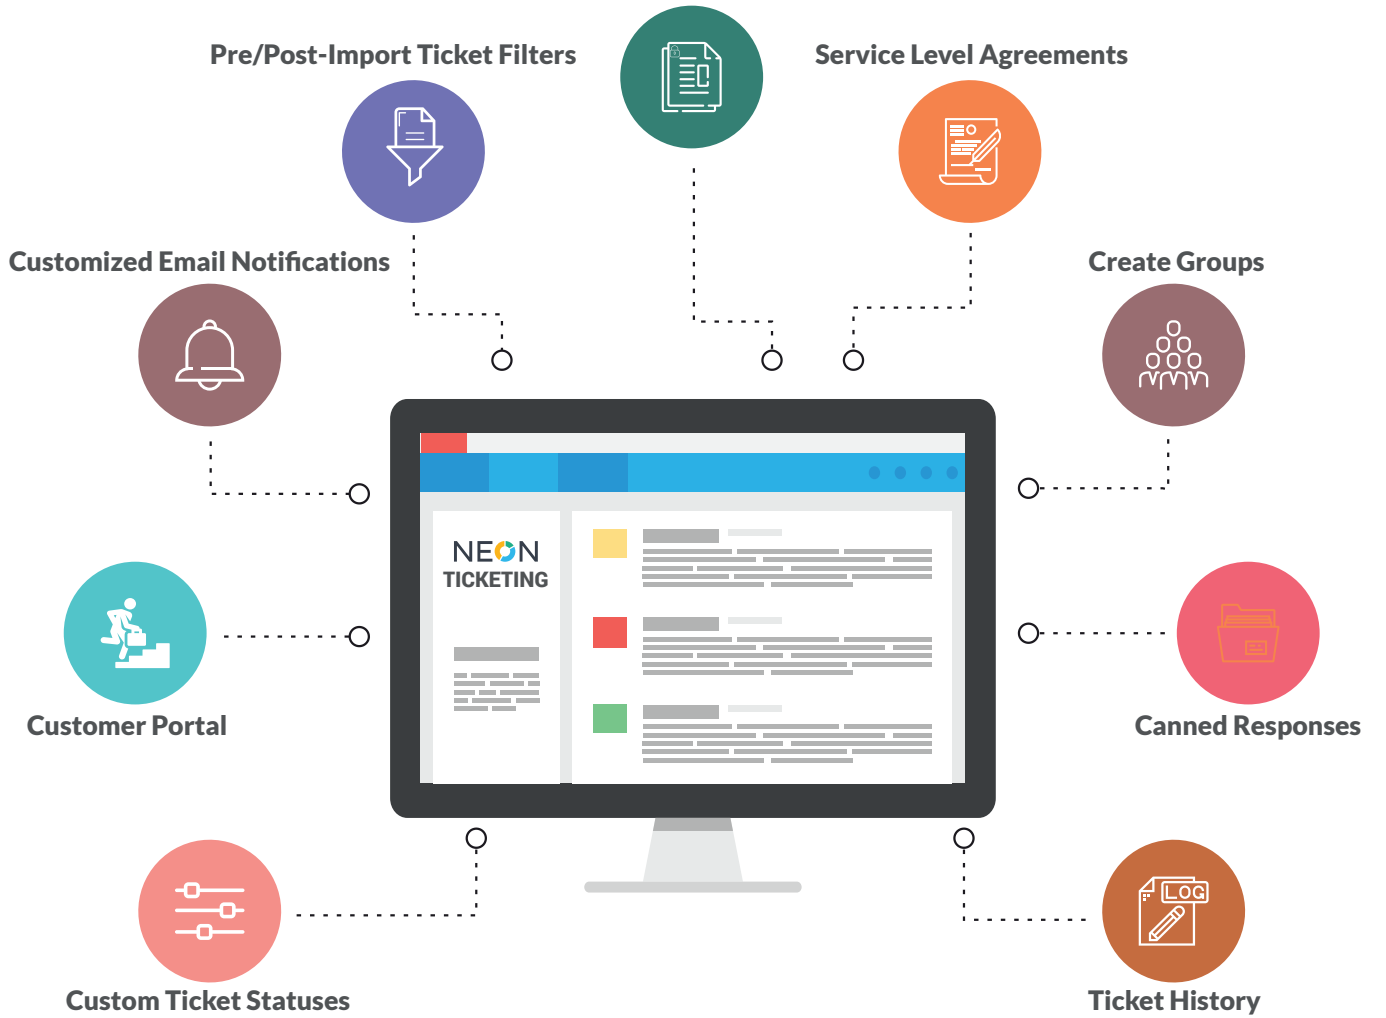 Pre/Post-Import Ticket Filters
Service Level Agreements
Customized Email Notifications
Create Groups
NEON
TICKETING
Customer Portal
Canned Responses
LOG
Custom Ticket Statuses
Ticket History